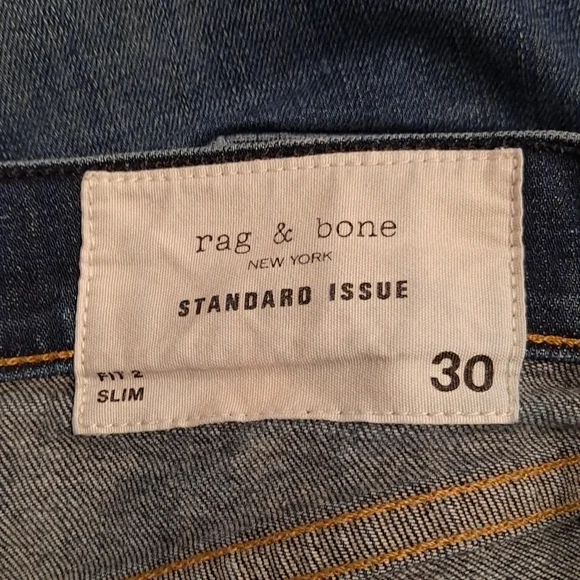 rag & bone
NEW YORK
STANDARD ISSUE
FIT 2
SLIM
30